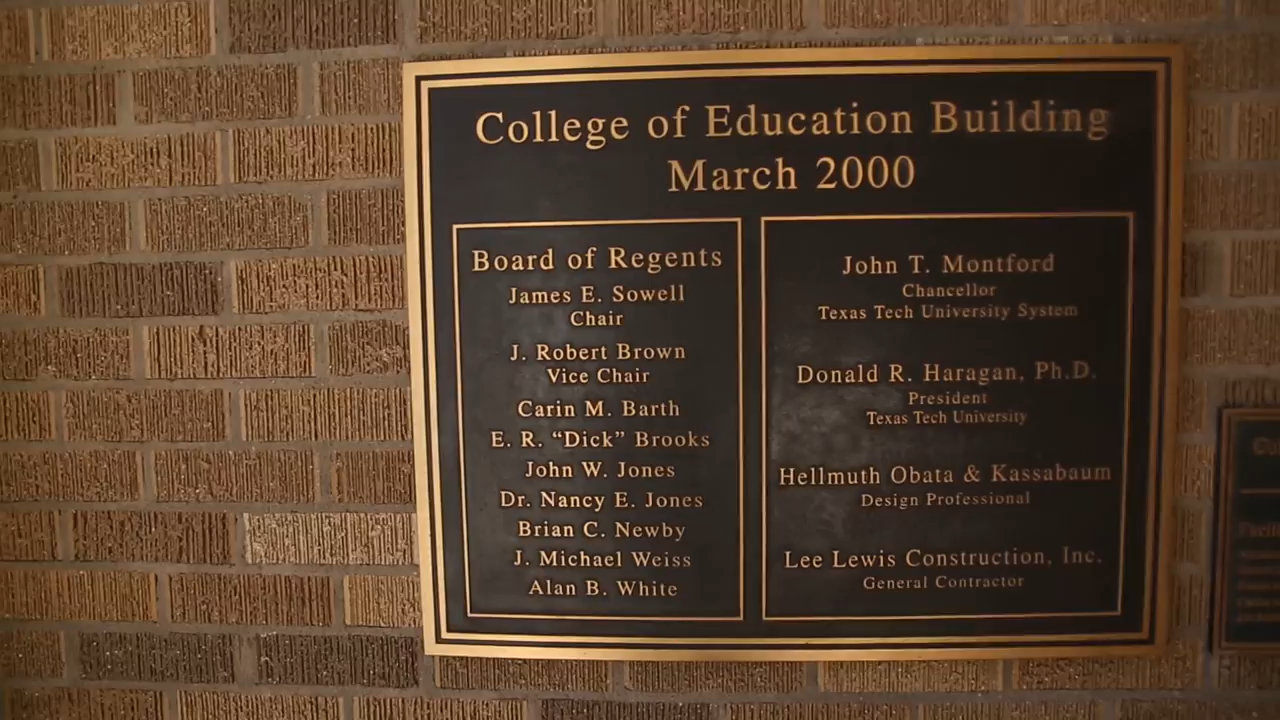 College of Education Building
March 2000
Board of Regents
James E. Sowell
Chair
J. Robert Brown
Vice Chair
Carin M. Barth
E. R. “Dick” Brooks
John W. Jones
Dr. Nancy E. Jones
Brian C. Newby
J. Michael Weiss
Alan B. White
John T. Montford
Chancellor
Texas Tech University System
Donald R. Haragan, Ph.D.
President
Texas Tech University
Hellmuth Obata & Kassabaum
Design Professional
Lee Lewis Construction, Inc.
General Contractor